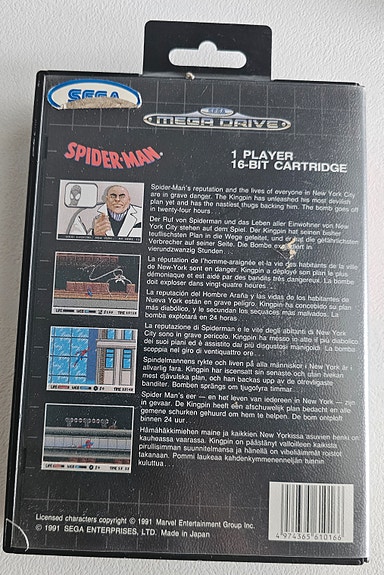 SEGA
SEGA
MEGA DRIVE
SPIDER-MAN.
1 PLAYER
16-BIT CARTRIDGE
Spider-Man's reputation and the lives of everyone in New York City
are in grave danger. The Kingpin has unleashed his most devilish
plan yet and has the nastiest thugs backing him. The bomb goes off
in twenty-four hours...
Der Ruf von Spiderman und das Leben aller Einwohner von New
York City stehen auf dem Spiel. Der Kingpin hat seinen bislang
teuflischsten Plan in die Wege geleitet, und er hat die gefährlichsten
Verbrecher auf seiner Seite. Die Bombe explodiert in
vierundzwanzig Stunden...
La réputation de l'homme-araignée et la vie des habitants de la ville
de New-York sont en danger. Kingpin a déployé son plan le plus
démoniaque et est aidé par des bandits très dangereux. La bombe
doit exploser dans vingt-quatre heures...
La reputación del Hombre Araña y las vidas de los habitantes de
Nueva York están en grave peligro. Kingpin ha concebido su plan
más diabólico, y le secundan los sequaces más malvados. La
bomba explotará en 24 horas...
La reputazione di Spiderman e le vite degli abitanti di New York
City sono in grave pericolo. Kingpin ha messo in atto il più diabolico
dei suoi piani ed è assistito dai più disgustosi manigoldi. La bomba
scoppia nel giro di ventiquattro ore...
Spindelmannens rykte och liven på alla människor i New York är i
allvarlig fara. Kingpin har iscensatt sin senaste och utan tvekan
mest djävulska plan, och han backas upp av de otrevligaste
banditer. Bomben sprängs om tjugofyra timmar...
Spider Man's eer — en het leven van iedereen in New York — zijn
in gevaar. De Kingpin heeft een afschuwelijk plan bedacht en alle
gemene schurken gehuurd om hem te helpen. De bom ontploft
binnen 24 uur...
Hämähäkkimiehen maine ja kaikkien New Yorkissa asuvien henki on
kauheassa vaarassa. Kingpin on päästänyt valloilleen kaikista
pirullisimman suunnitelmansa ja hänellä on viheliäimmät roistot
takanaan. Pommi laukeaa kahdenkymmenenneljän tunnin
kuluttua...
Licensed characters copyright © 1991 Marvel Entertainment Group Inc.
© 1991 SEGA ENTERPRISES, LTD. Made in Japan
4 974365 610166